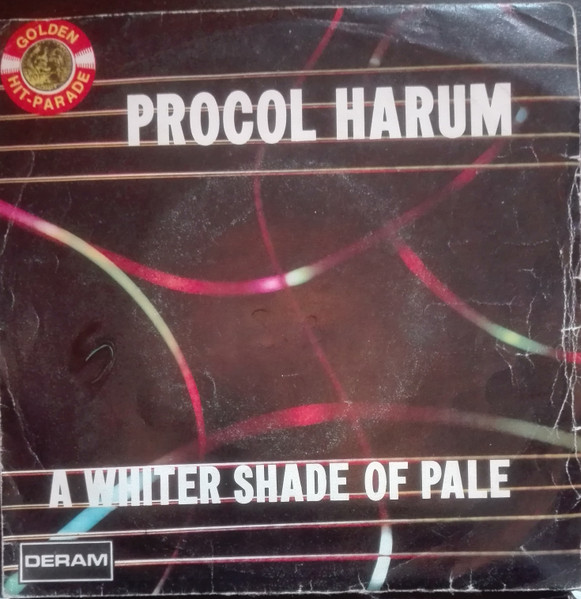 GOLDEN
HIT-PARADE
PROCOL HARUM
A WHITER SHADE OF PALE
DERAM